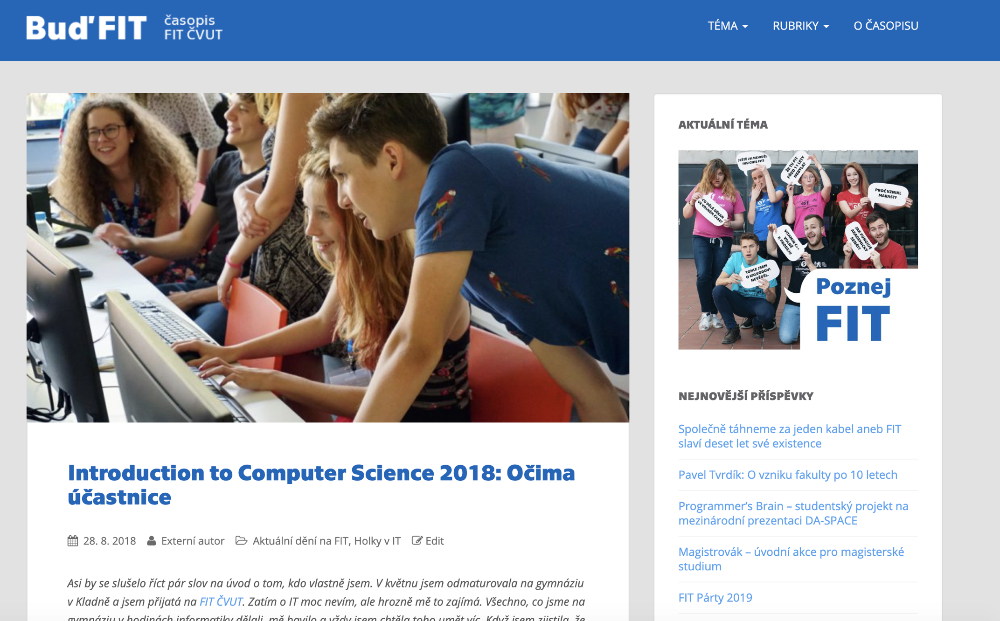 Buď FIT
časopis
FIT ČVUT
TÉMA
RUBRIKY
O ČASOPISU
Introduction to Computer Science 2018: Očima
účastnice
28. 8. 2018 Externí autor Aktuální dění na FIT, Holky v IT Edit
Asi by se slušelo říct pár slov na úvod o tom, kdo vlastně jsem. V květnu jsem odmaturovala na gymnáziu
v Kladně a jsem přijatá na FIT ČVUT. Zatím o IT moc nevím, ale hrozně mě to zajímá. Všechno, co jsme na
gymnáziu v hodinách informatiky dělali, mě bavilo a vždy jsem chtěla toho umět víc. Když jsem zjistila, že
AKTUÁLNÍ TÉMA
JEŠTĚ JSI NEVIDĚL
INSIGNIE FIT?
ŽE TU FIT
PŘED 11 LETY
NEBYLA?
PROČ VZNIKL
MARAST?
CO DĚLÁ DĚKAN
VE VOLNÉM ČASE?
VITAMIN C++
VOLNĚ
K PRODEJI!
JAK FUNGUJE
AKADEMICKÝ
SENÁT?
TOHLE JSEM
O KALVODOVI
NEVĚDĚL.
Poznej
FIT
NEJNOVĚJŠÍ PŘÍSPĚVKY
Společně táhneme za jeden kabel aneb FIT
slaví deset let své existence
Pavel Tvrdík: O vzniku fakulty po 10 letech
Programmer’s Brain – studentský projekt na
mezinárodní prezentaci DA-SPACE
Magistrovák – úvodní akce pro magisterské
studium
FIT Párty 2019